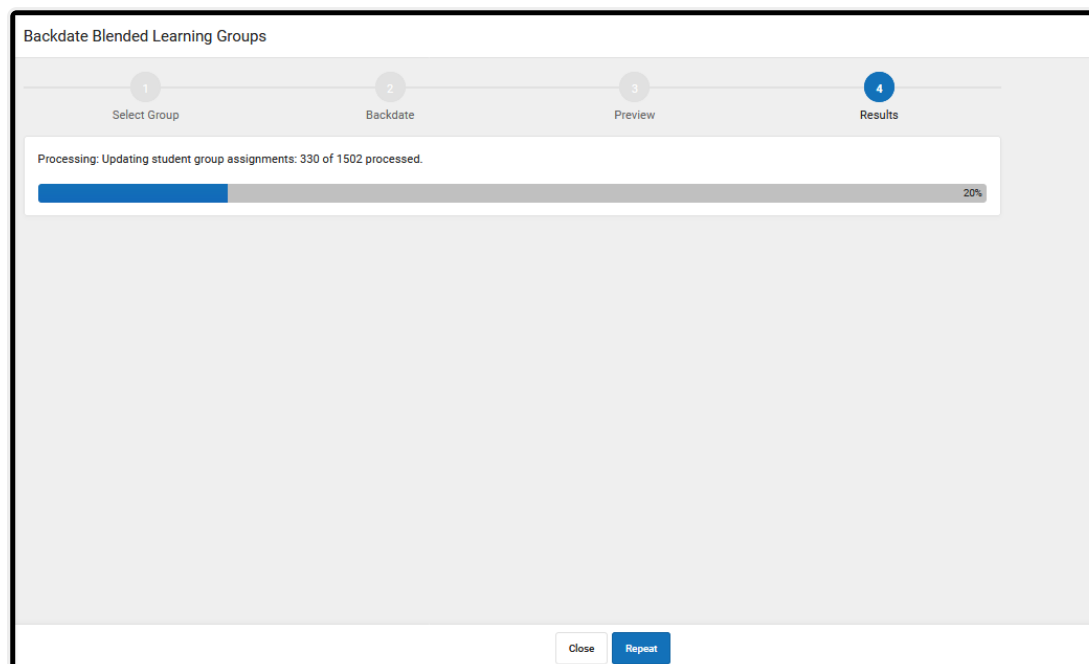 Backdate Blended Learning Groups
1 2 3 4
Select Group Backdate Preview Results
Processing: Updating student group assignments: 330 of 1502 processed.
20%
Close Repeat